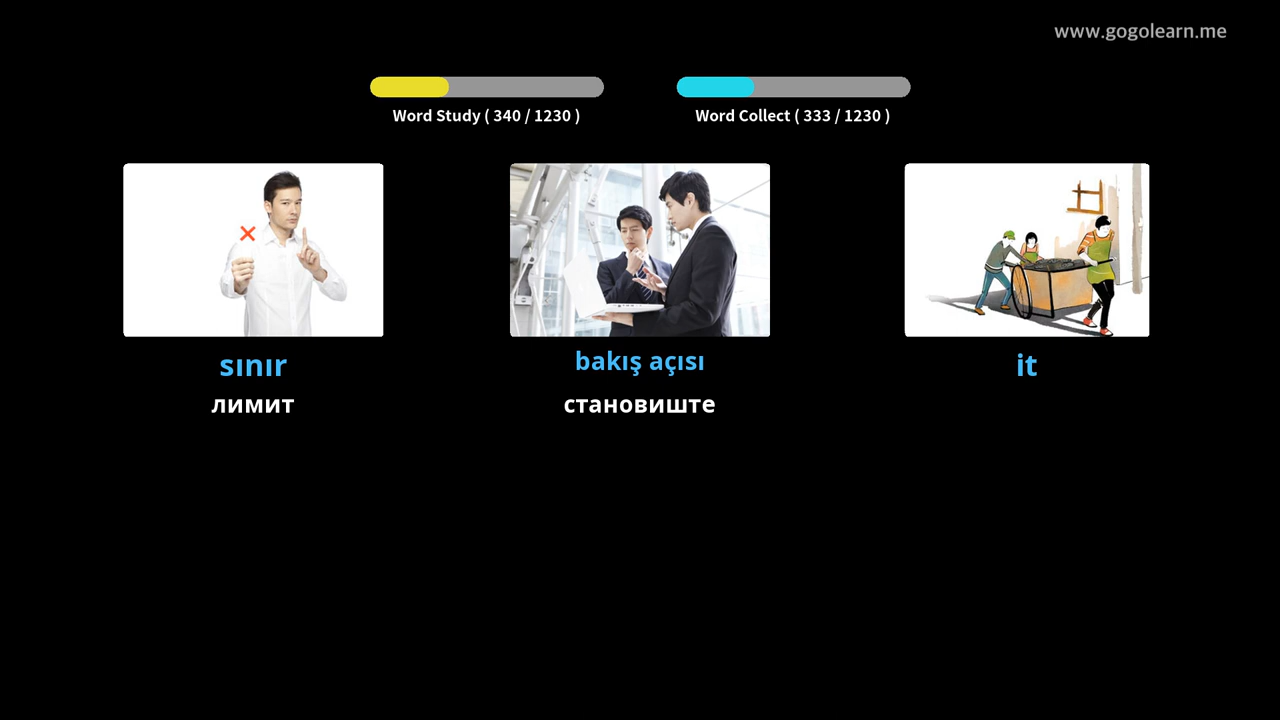 www.gogolearn.me
Word Study ( 340 / 1230 )
Word Collect ( 333 / 1230 )
sınır
лимит
bakış açısı
становиште
it